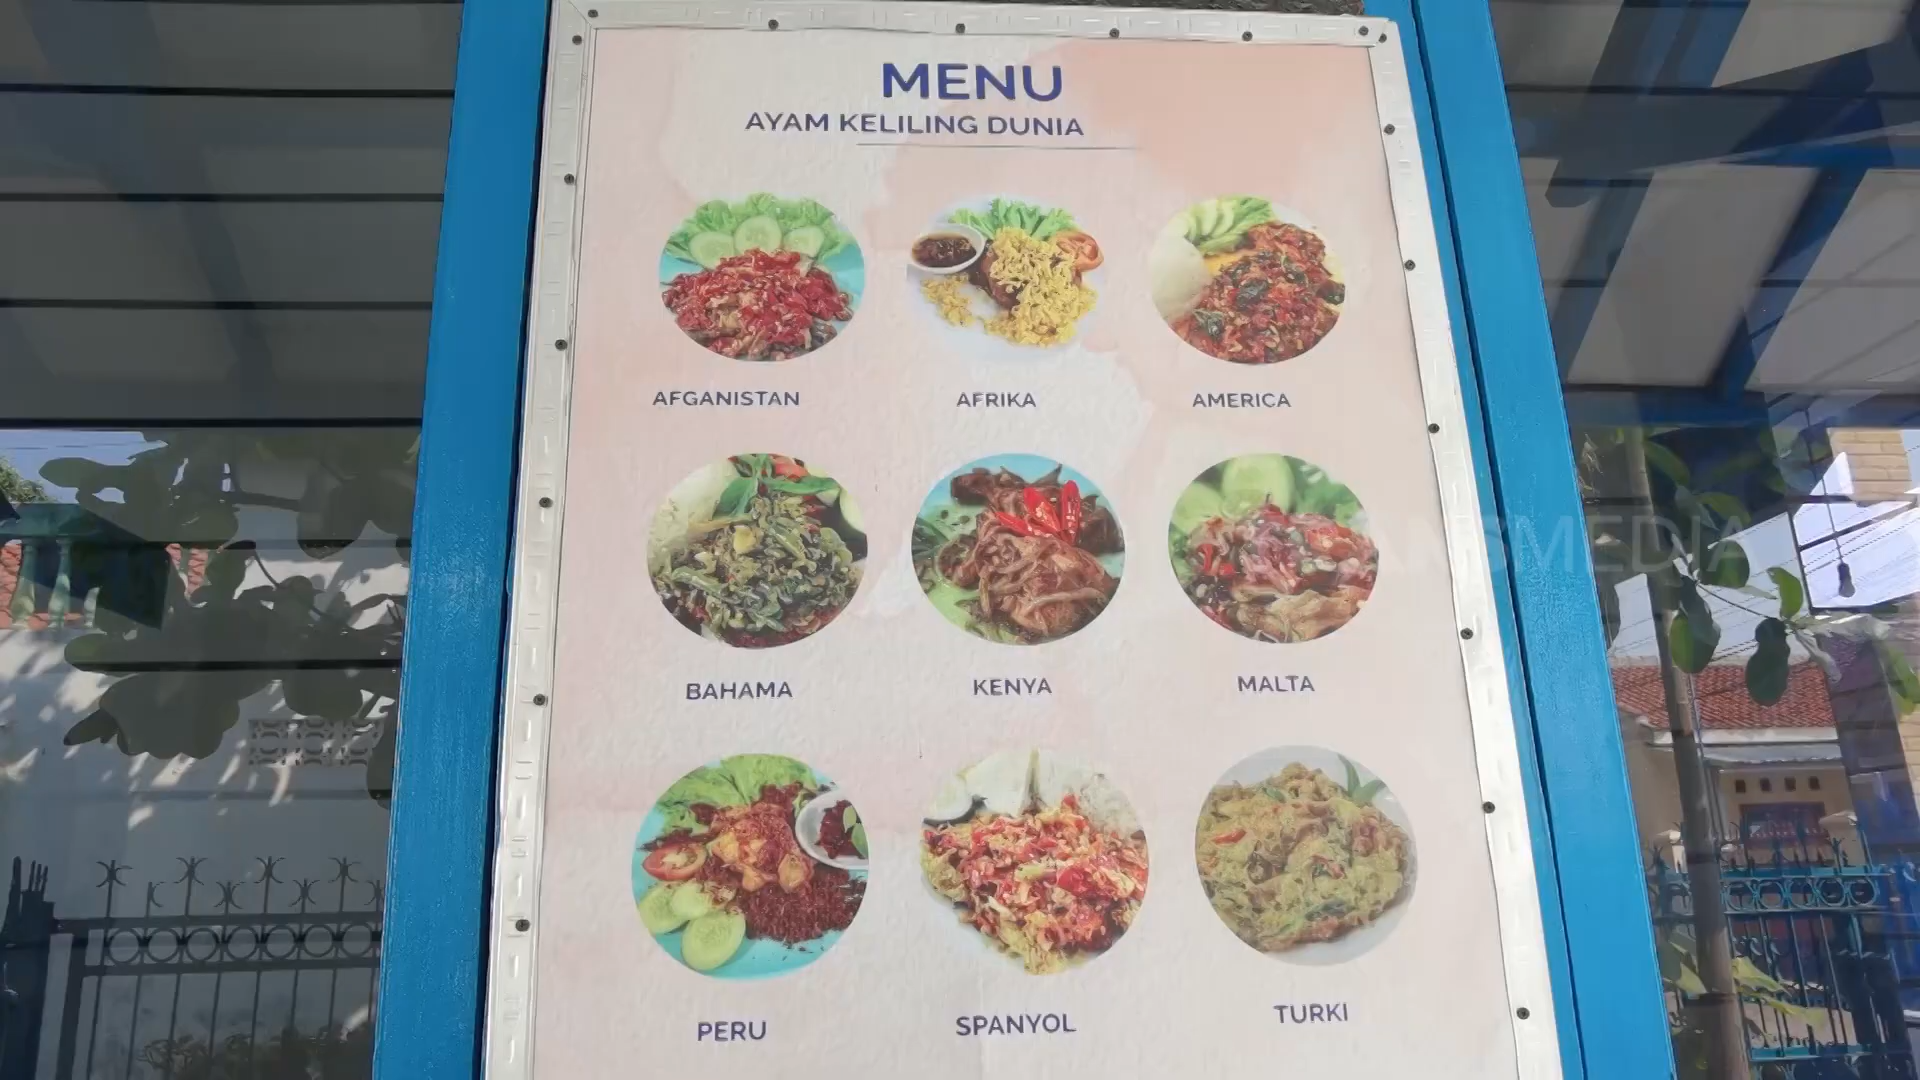 MENU
AYAM KELILING DUNIA
AFGANISTAN
AFRIKA
AMERICA
BAHAMA
KENYA
MALTA
PERU
SPANYOL
TURKI